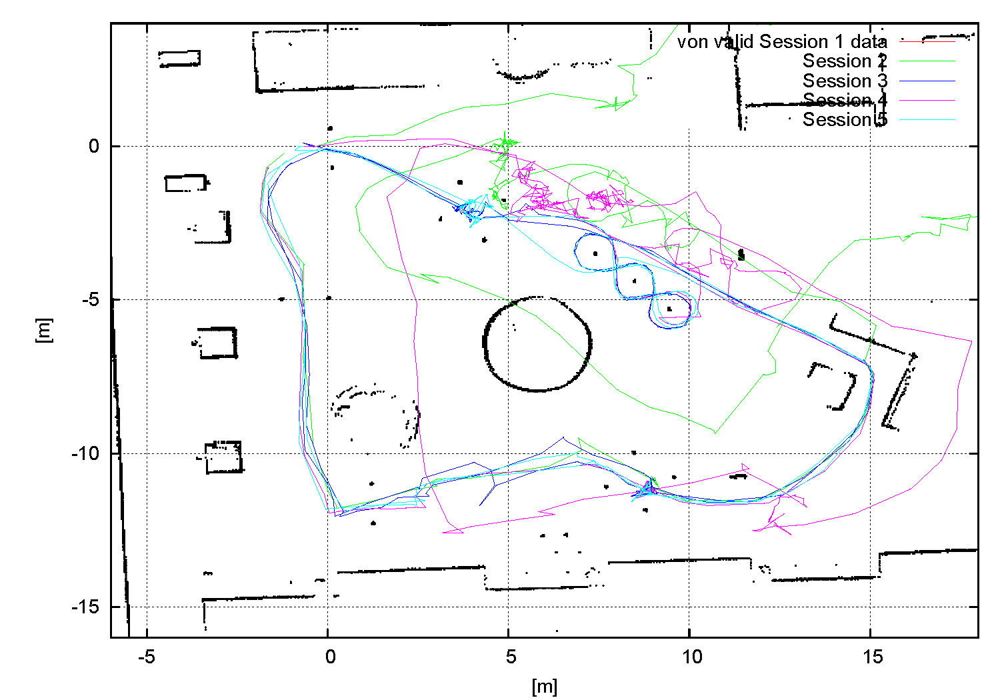 von valid Session 1 data
Session 2
Session 3
Session 4
Session 5
0
-5
-10
-15
[m]
-5
0
5
10
15
[m]